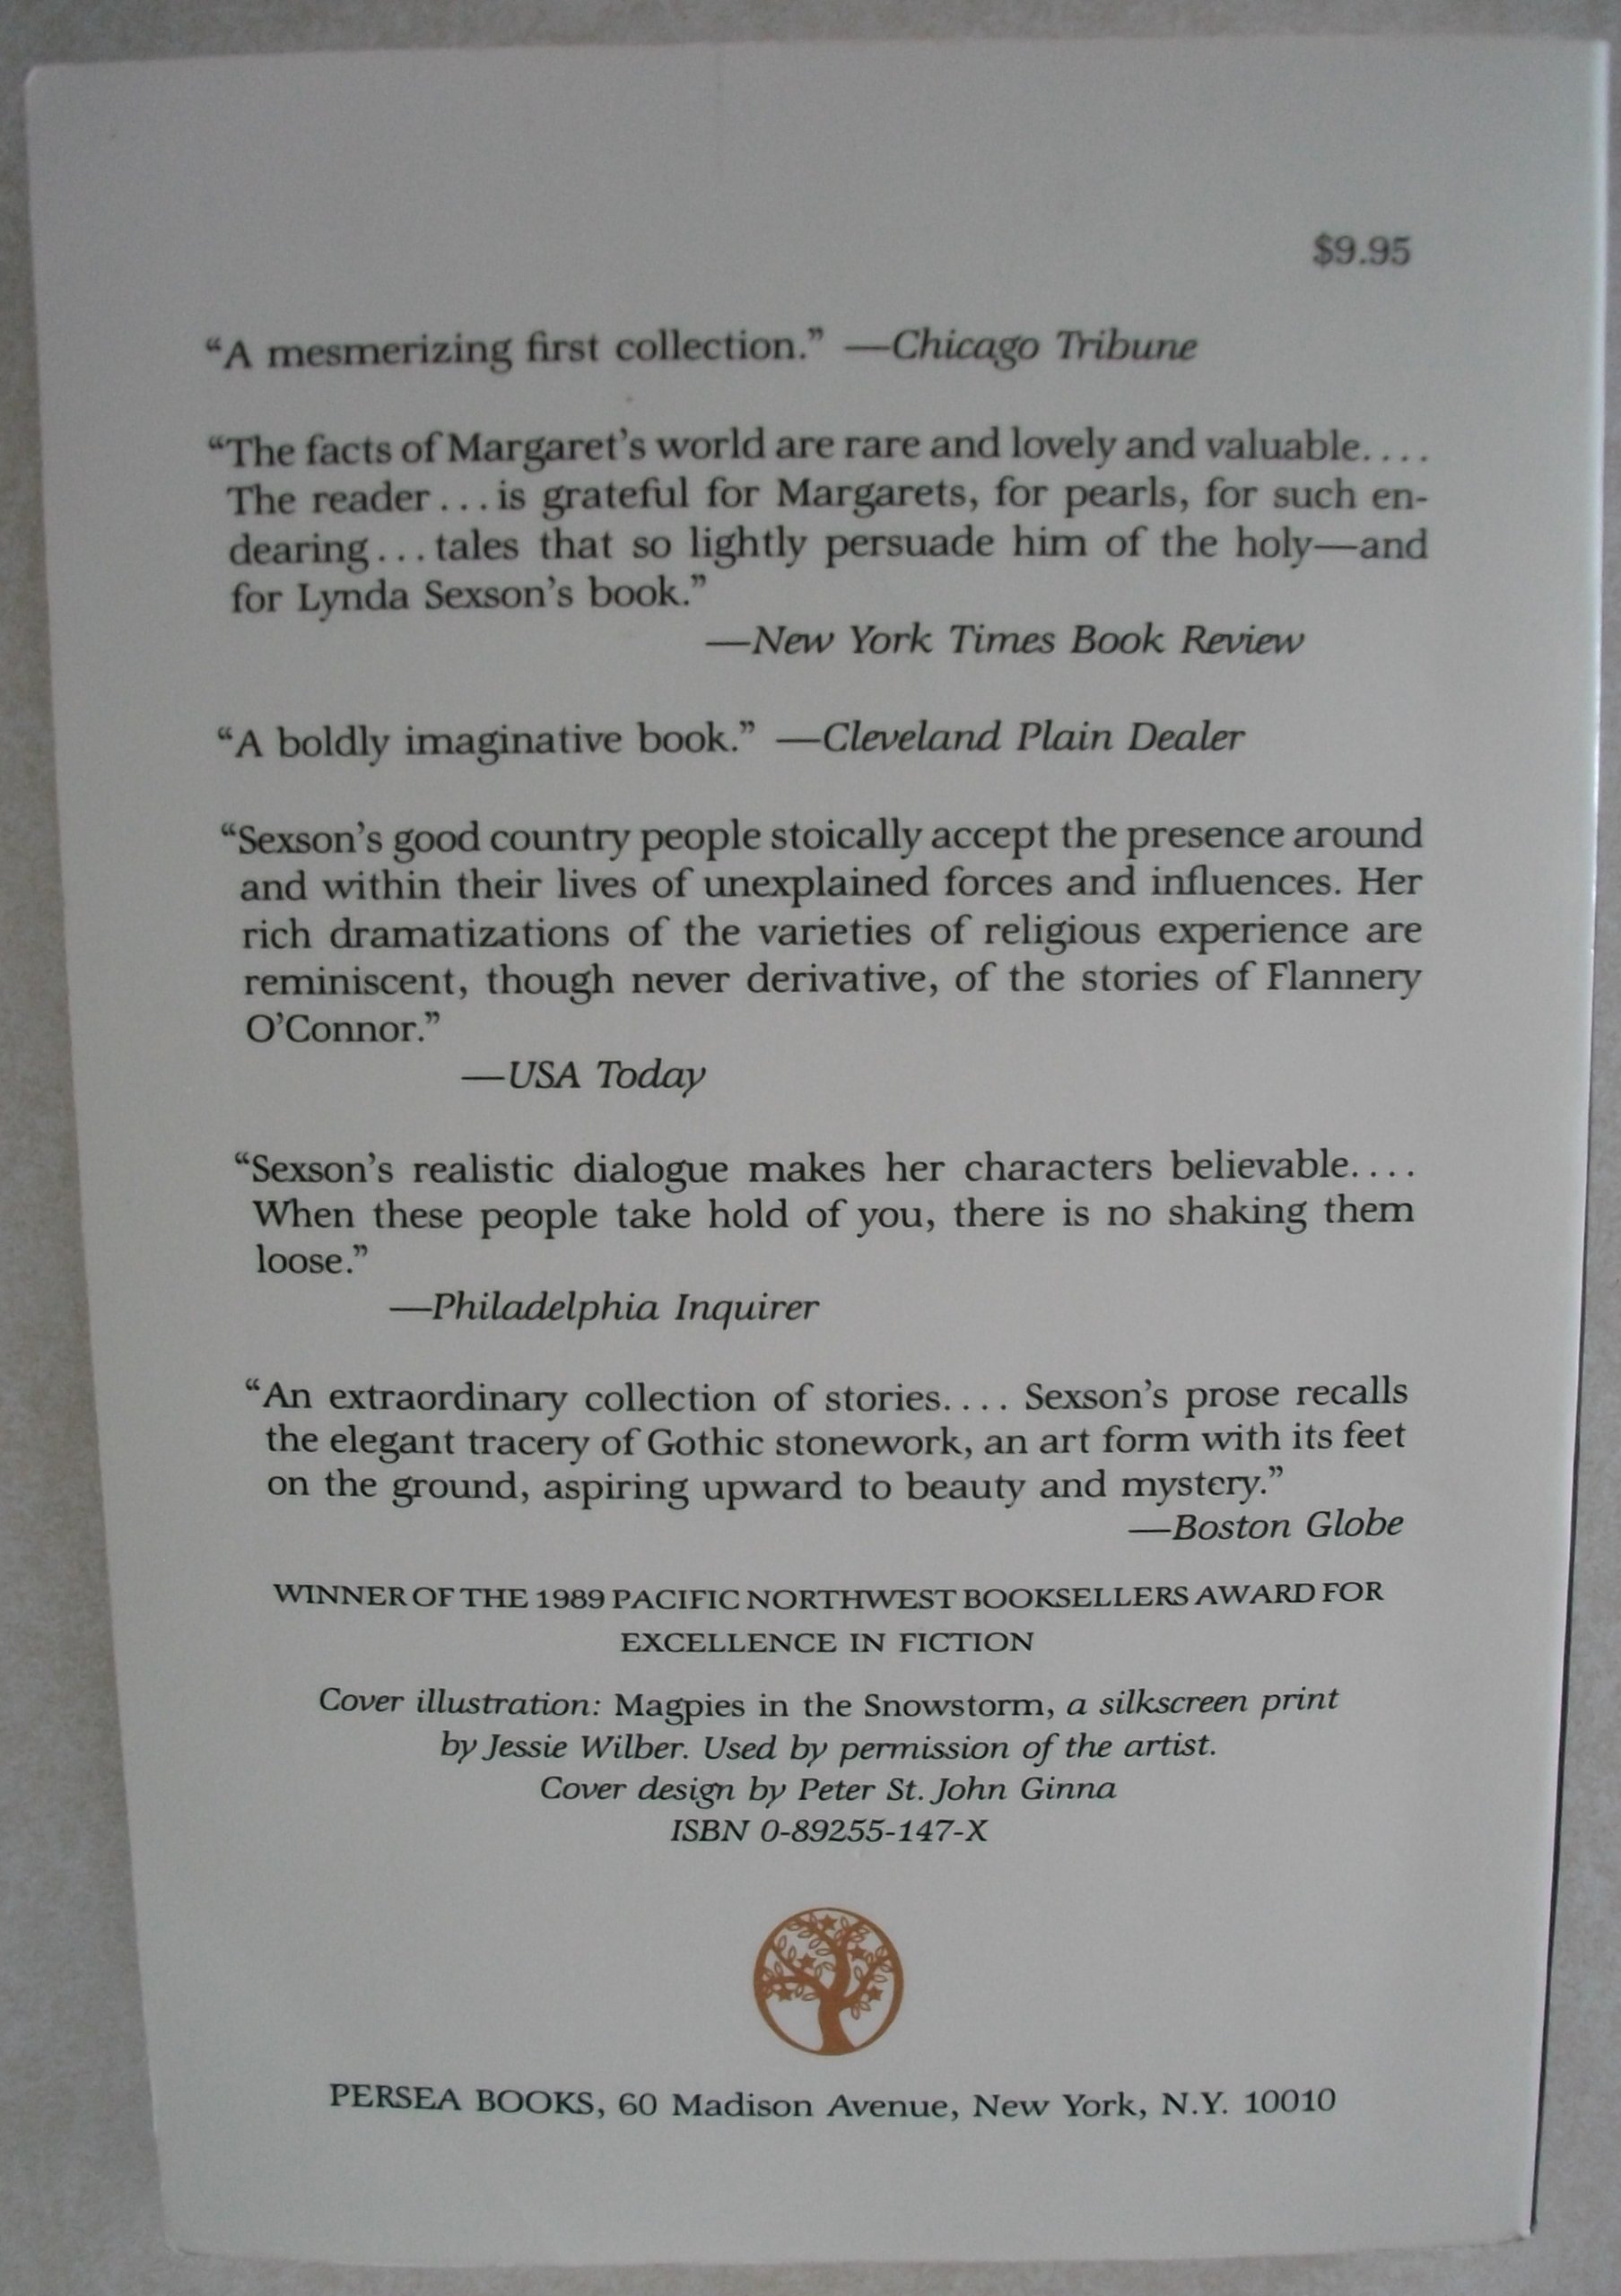 $9.95
“A mesmerizing first collection.” —Chicago Tribune
“The facts of Margaret’s world are rare and lovely and valuable. . . .
The reader . . . is grateful for Margarets, for pearls, for such en-
dearing . . . tales that so lightly persuade him of the holy—and
for Lynda Sexson’s book.”
—New York Times Book Review
“A boldly imaginative book.” —Cleveland Plain Dealer
“Sexson’s good country people stoically accept the presence around
and within their lives of unexplained forces and influences. Her
rich dramatizations of the varieties of religious experience are
reminiscent, though never derivative, of the stories of Flannery
O’Connor.”
—USA Today
“Sexson’s realistic dialogue makes her characters believable. . . .
When these people take hold of you, there is no shaking them
loose.”
—Philadelphia Inquirer
“An extraordinary collection of stories. . . . Sexson’s prose recalls
the elegant tracery of Gothic stonework, an art form with its feet
on the ground, aspiring upward to beauty and mystery.”
—Boston Globe
WINNER OF THE 1989 PACIFIC NORTHWEST BOOKSELLERS AWARD FOR
EXCELLENCE IN FICTION
Cover illustration: Magpies in the Snowstorm, a silkscreen print
by Jessie Wilber. Used by permission of the artist.
Cover design by Peter St. John Ginna
ISBN 0-89255-147-X
PERSEA BOOKS, 60 Madison Avenue, New York, N.Y. 10010